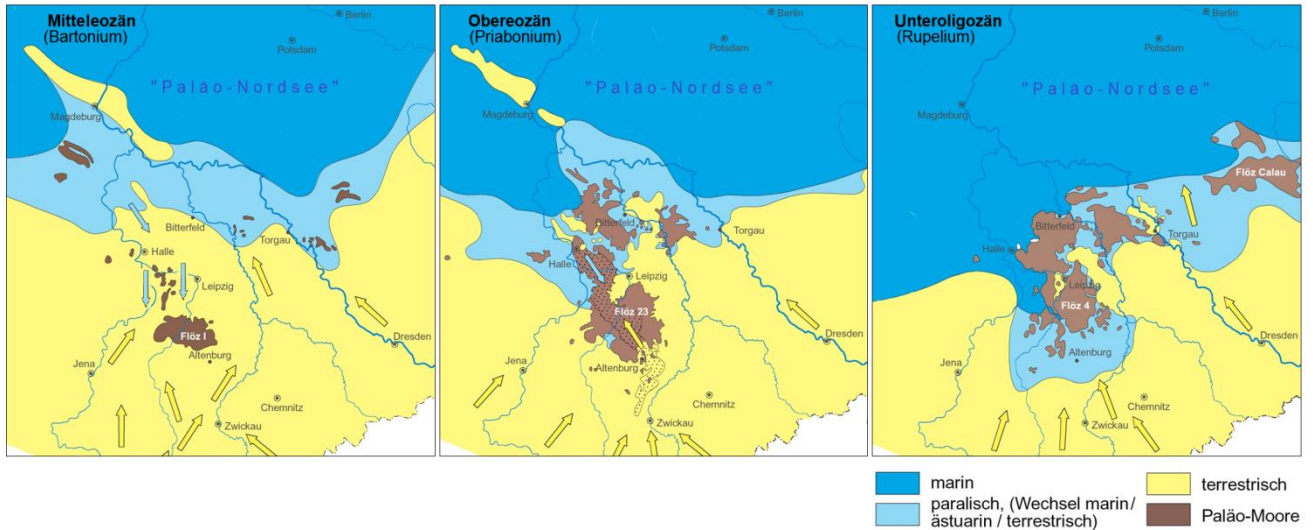 Mitteleozän
(Bartonium)
Berlin
Potsdam
"Paläo-Nordsee"
Magdeburg
Bitterfeld
Torgau
Halle
Leipzig
Flöz I
Altenburg
Dresden
Jena
Chemnitz
Zwickau
Obereozän
(Priabonium)
Berlin
Potsdam
"Paläo-Nordsee"
Magdeburg
Bitterfeld
Torgau
Halle
Leipzig
Flöz 23
Dresden
Altenburg
Jena
Chemnitz
Zwickau
Unteroligozän
(Rupelium)
Berlin
Potsdam
"Paläo-Nordsee"
Magdeburg
Flöz Calau
Bitterfeld
Torgau
Halle
Leipzig
Flöz 4
Dresden
Altenburg
Jena
Chemnitz
Zwickau
marin
paralisch, (Wechsel marin/
ästuarin / terrestrisch)
terrestrisch
Paläo-Moore